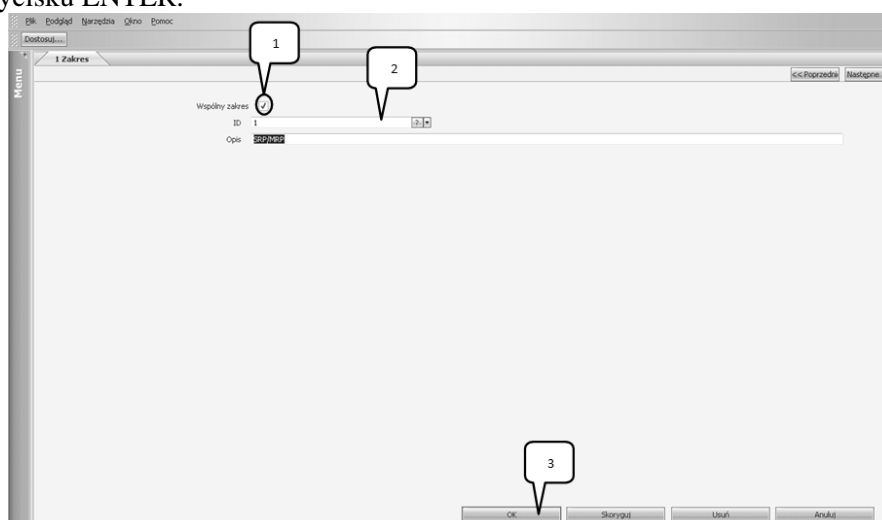 ycisku ENTER.
Plik Podgląd Narzędzia Okno Pomoc
Dostosuj...
1 Zakres
Menu
1
2
<< Poprzedni Następne.
Wspólny zakres
ID 1 ?
Opis SRP/MRP
3
OK Skoryguj Usuń Anuluj